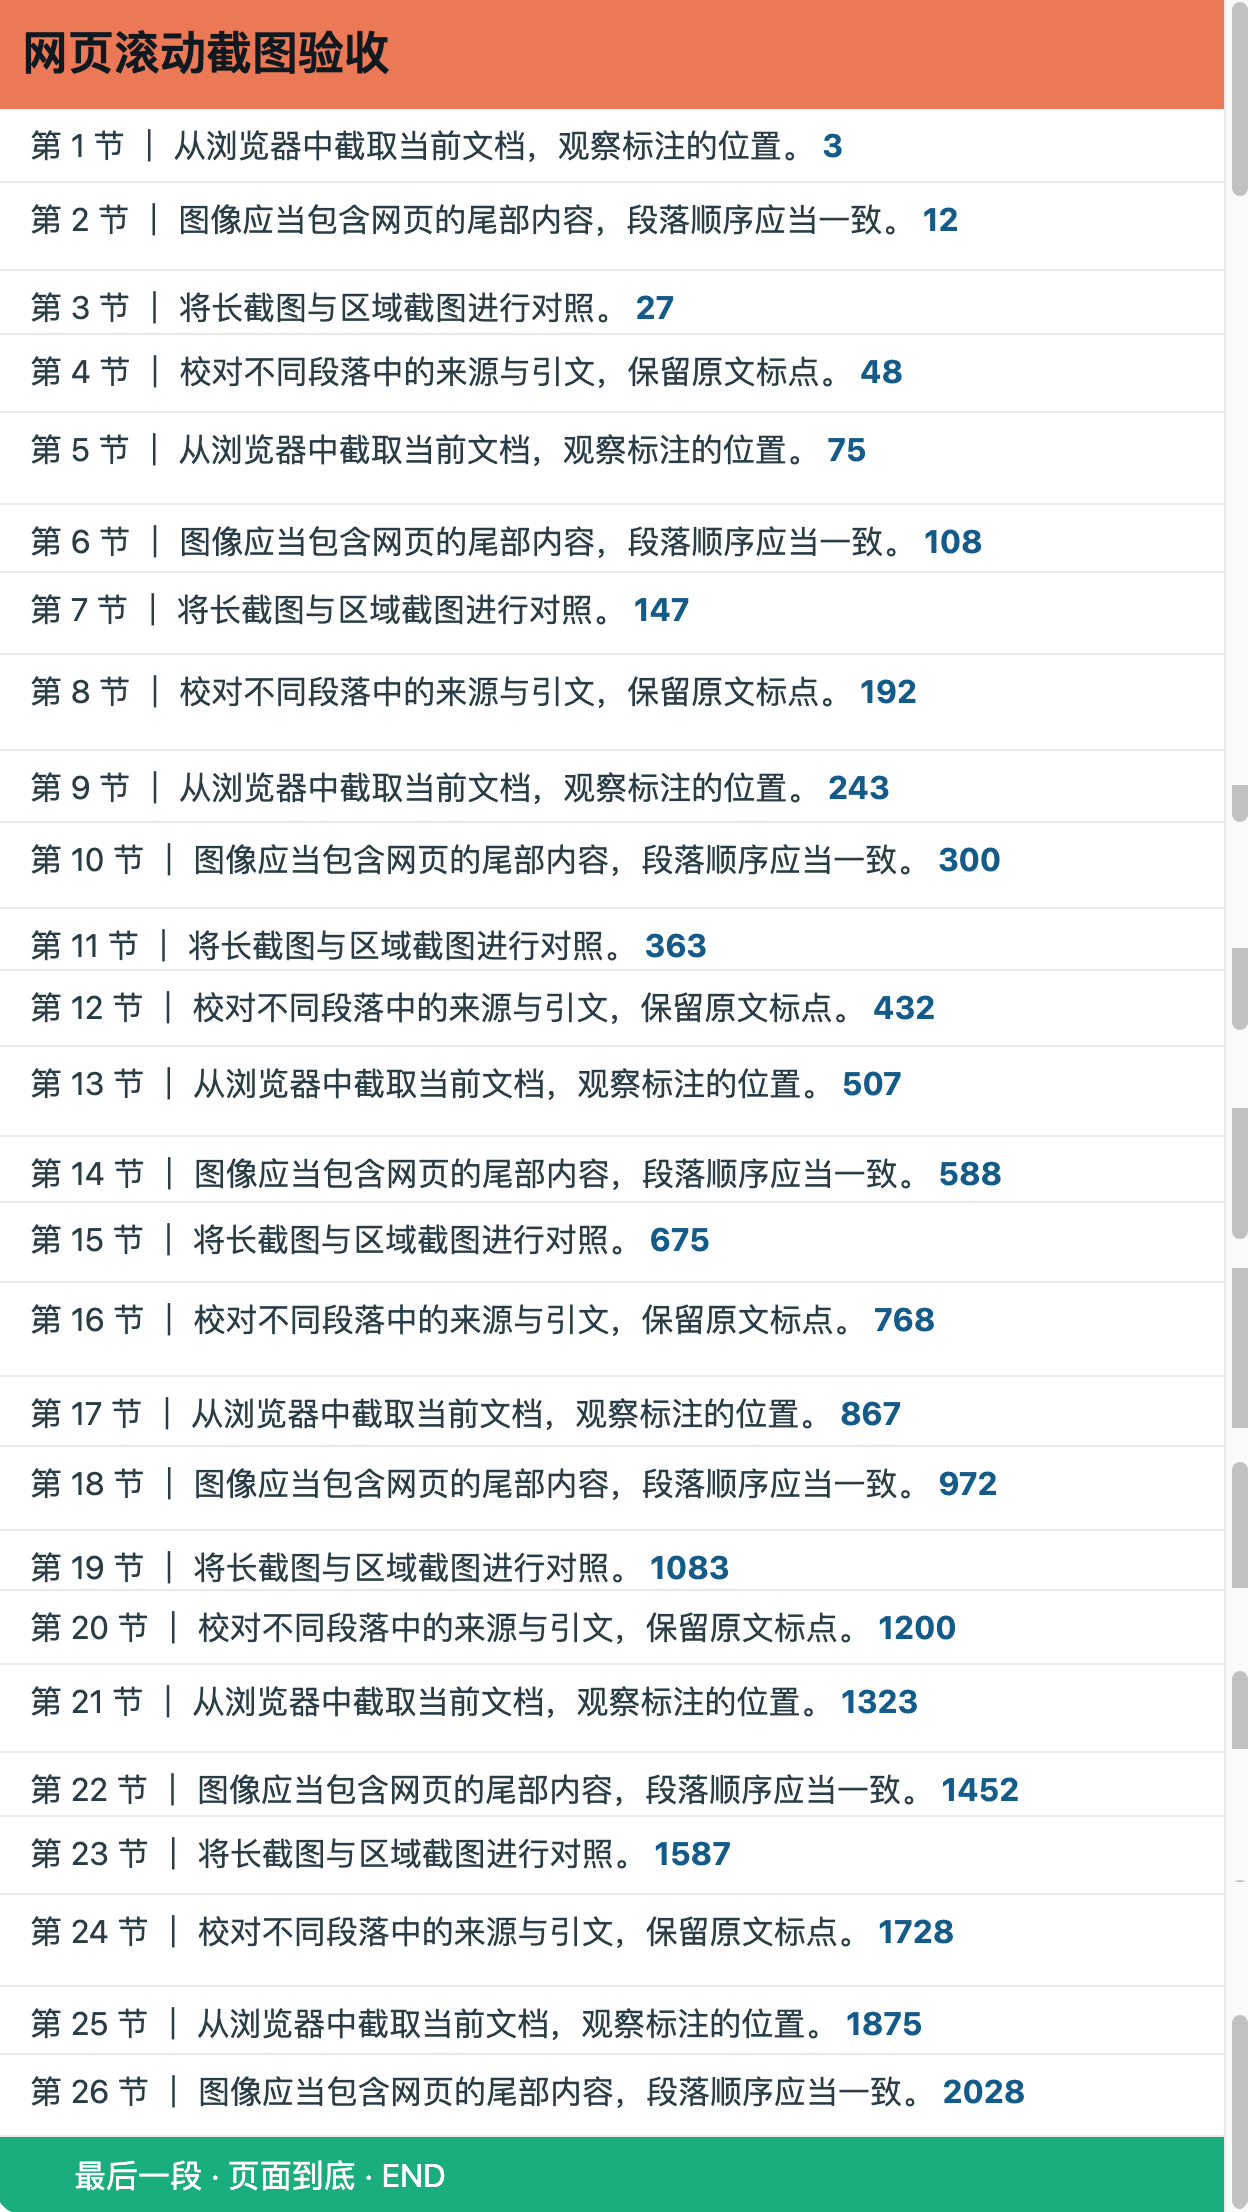 网页滚动截图验收
第 1 节 ｜ 从浏览器中截取当前文档，观察标注的位置。 3
第 2 节 ｜ 图像应当包含网页的尾部内容，段落顺序应当一致。 12
第 3 节 ｜ 将长截图与区域截图进行对照。 27
第 4 节 ｜ 校对不同段落中的来源与引文，保留原文标点。 48
第 5 节 ｜ 从浏览器中截取当前文档，观察标注的位置。 75
第 6 节 ｜ 图像应当包含网页的尾部内容，段落顺序应当一致。 108
第 7 节 ｜ 将长截图与区域截图进行对照。 147
第 8 节 ｜ 校对不同段落中的来源与引文，保留原文标点。 192
第 9 节 ｜ 从浏览器中截取当前文档，观察标注的位置。 243
第 10 节 ｜ 图像应当包含网页的尾部内容，段落顺序应当一致。 300
第 11 节 ｜ 将长截图与区域截图进行对照。 363
第 12 节 ｜ 校对不同段落中的来源与引文，保留原文标点。 432
第 13 节 ｜ 从浏览器中截取当前文档，观察标注的位置。 507
第 14 节 ｜ 图像应当包含网页的尾部内容，段落顺序应当一致。 588
第 15 节 ｜ 将长截图与区域截图进行对照。 675
第 16 节 ｜ 校对不同段落中的来源与引文，保留原文标点。 768
第 17 节 ｜ 从浏览器中截取当前文档，观察标注的位置。 867
第 18 节 ｜ 图像应当包含网页的尾部内容，段落顺序应当一致。 972
第 19 节 ｜ 将长截图与区域截图进行对照。 1083
第 20 节 ｜ 校对不同段落中的来源与引文，保留原文标点。 1200
第 21 节 ｜ 从浏览器中截取当前文档，观察标注的位置。 1323
第 22 节 ｜ 图像应当包含网页的尾部内容，段落顺序应当一致。 1452
第 23 节 ｜ 将长截图与区域截图进行对照。 1587
第 24 节 ｜ 校对不同段落中的来源与引文，保留原文标点。 1728
第 25 节 ｜ 从浏览器中截取当前文档，观察标注的位置。 1875
第 26 节 ｜ 图像应当包含网页的尾部内容，段落顺序应当一致。 2028
最后一段 · 页面到底 · END